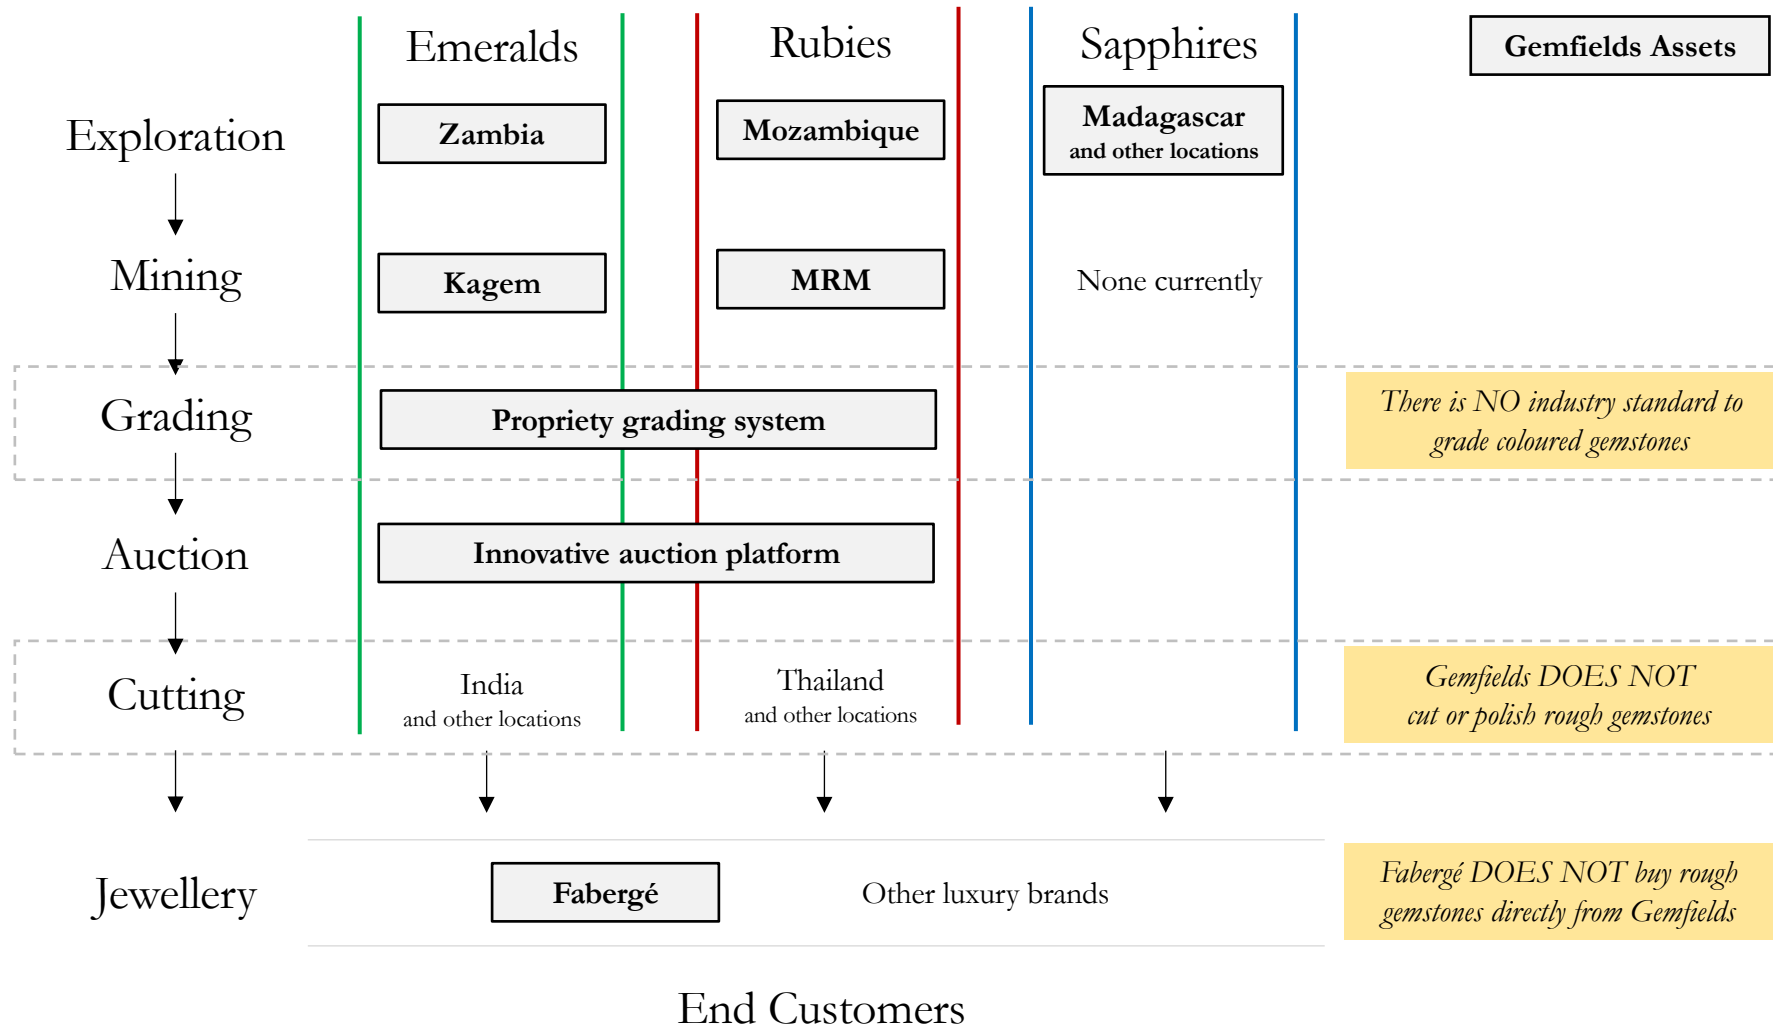 Emeralds
Rubies
Sapphires
Gemfields Assets
Exploration
Zambia
Mozambique
Madagascar
and other locations
Mining
Kagem
MRM
None currently
Grading
Propriety grading system
There is NO industry standard to
grade coloured gemstones
Auction
Innovative auction platform
Cutting
India
and other locations
Thailand
and other locations
Gemfields DOES NOT
cut or polish rough gemstones
Jewellery
Fabergé
Other luxury brands
Fabergé DOES NOT buy rough
gemstones directly from Gemfields
End Customers